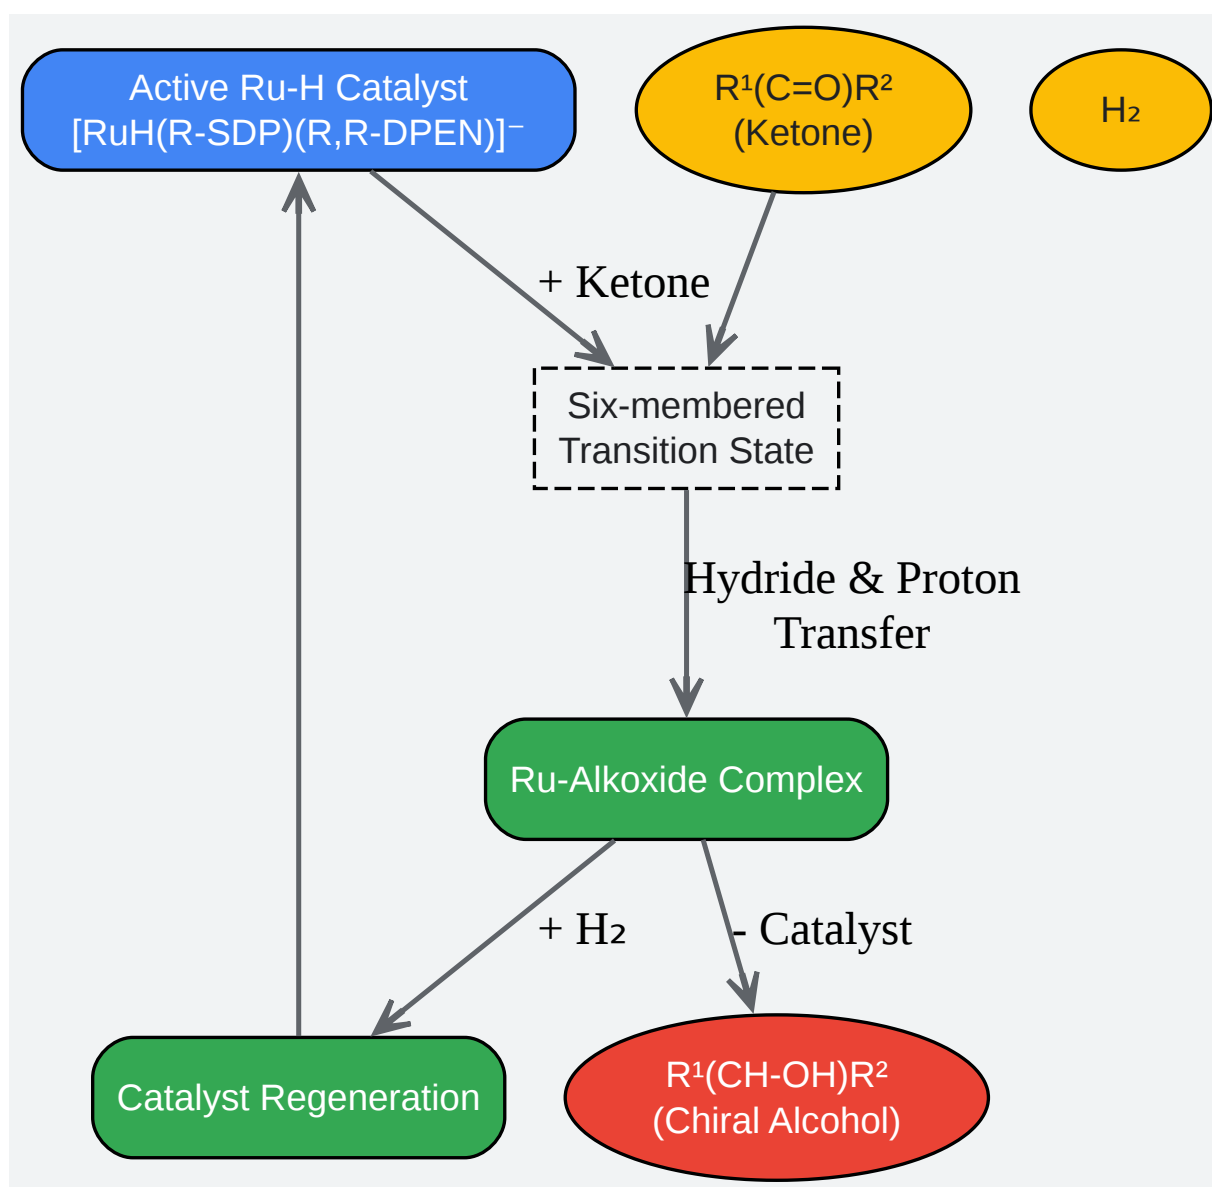 Active Ru-H Catalyst
[RuH(R-SDP)(R,R-DPEN)]⁻
R¹(C=O)R²
(Ketone)
H₂
+ Ketone
Six-membered
Transition State
Hydride & Proton
Transfer
Ru-Alkoxide Complex
+ H₂
- Catalyst
Catalyst Regeneration
R¹(CH-OH)R²
(Chiral Alcohol)